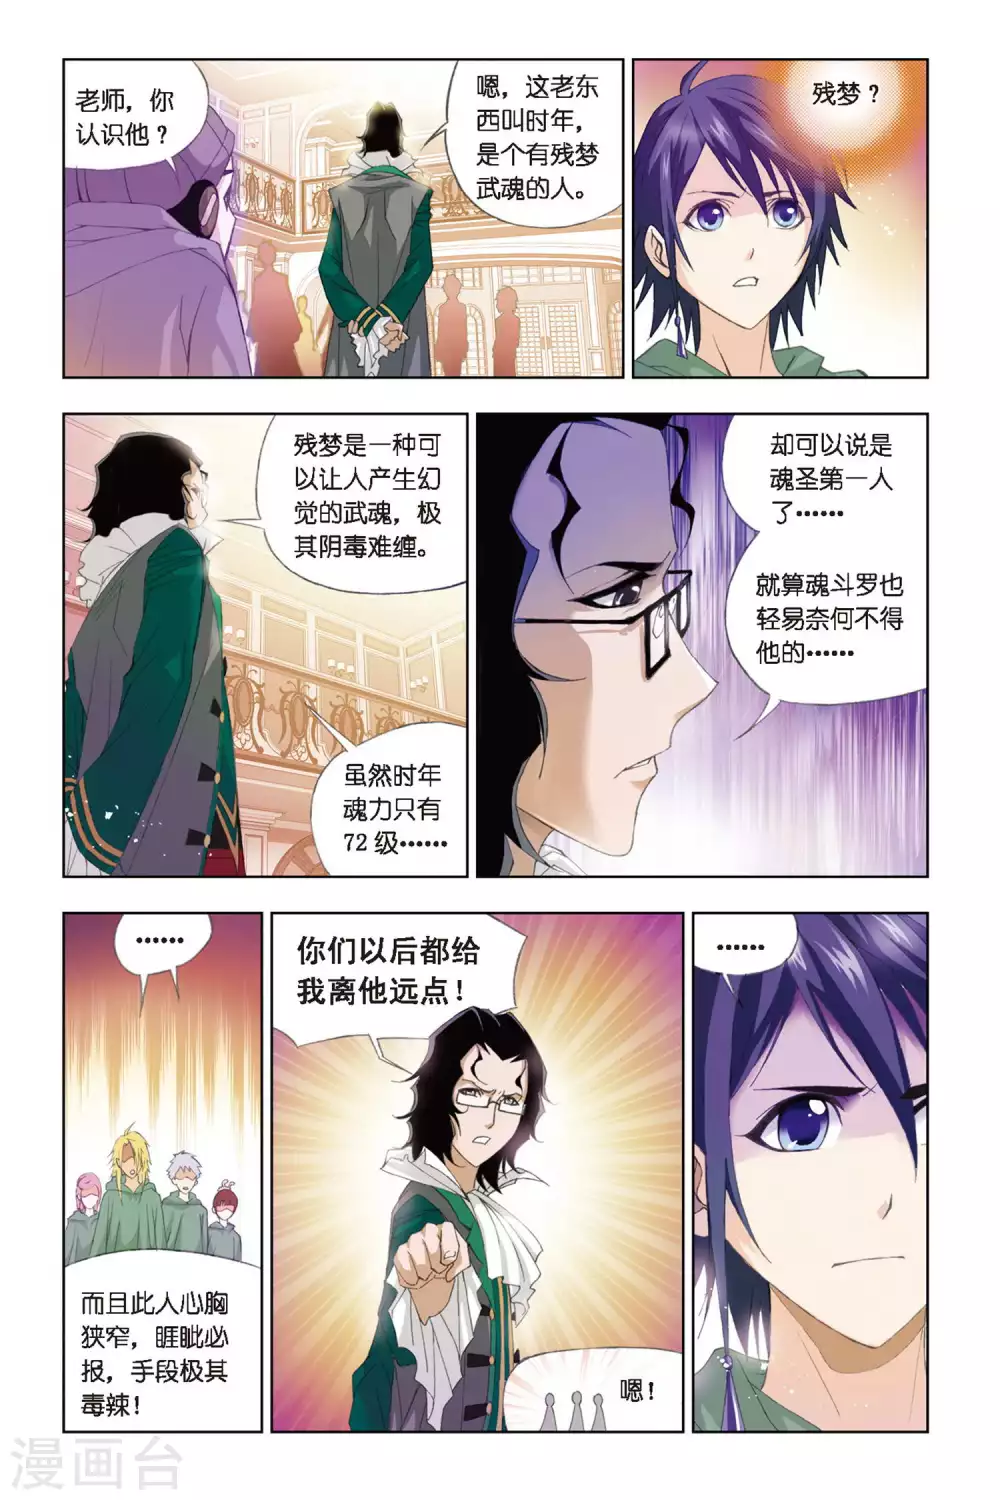 老师，你
认识他？
嗯，这老东
西叫时年，
是个有残梦
武魂的人。
残梦？
残梦是一种可
以让人产生幻
觉的武魂，极
其阴毒难缠。
虽然时年
魂力只有
72级……
却可以说是
魂圣第一人
了……
就算魂斗罗也
轻易奈何不得
他的……
……
而且此人心胸
狭窄，睚眦必
报，手段极其
毒辣！
你们以后都给
我离他远点！
嗯！
……
漫画台